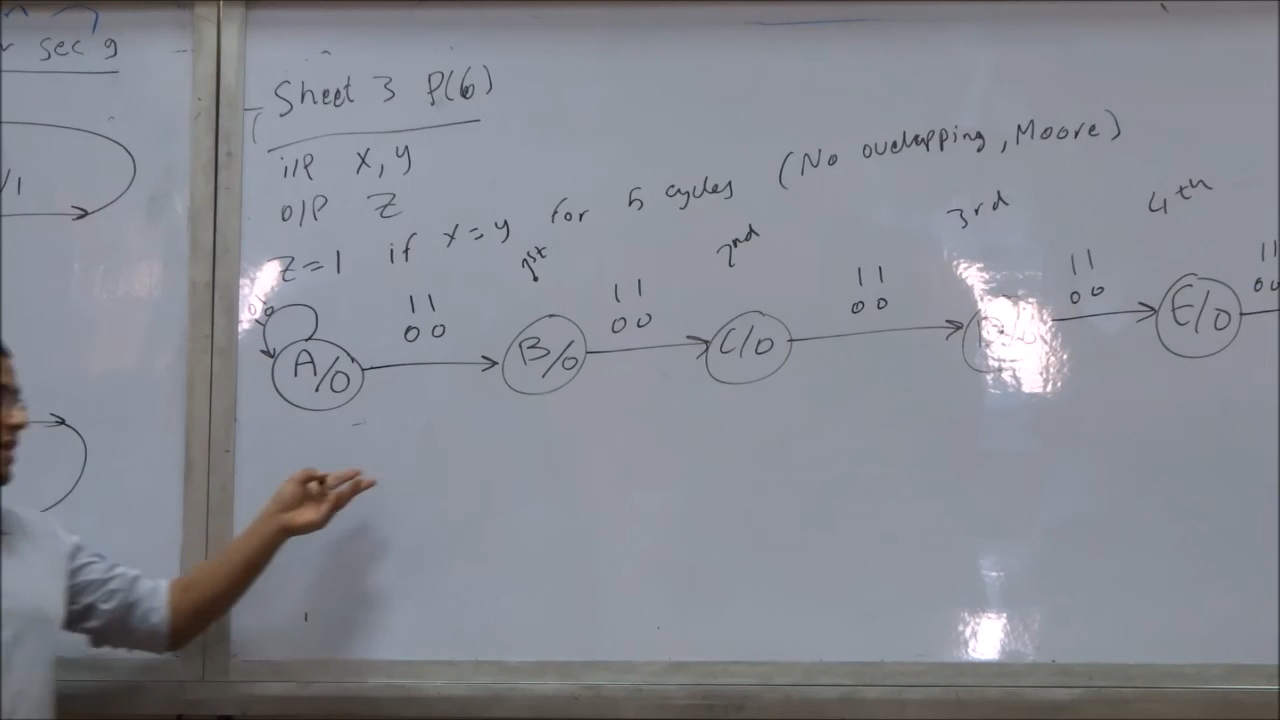 sec 9
/1
Sheet 3 P(6)
i/P X, y
O/P Z
Z=1 if X=y for 5 cycles (No overlapping, Moore)
1st 2nd 3rd 4th
11 11 11 11 11
00 00 00 00 00
A/0 B/0 C/0 D/0 E/0